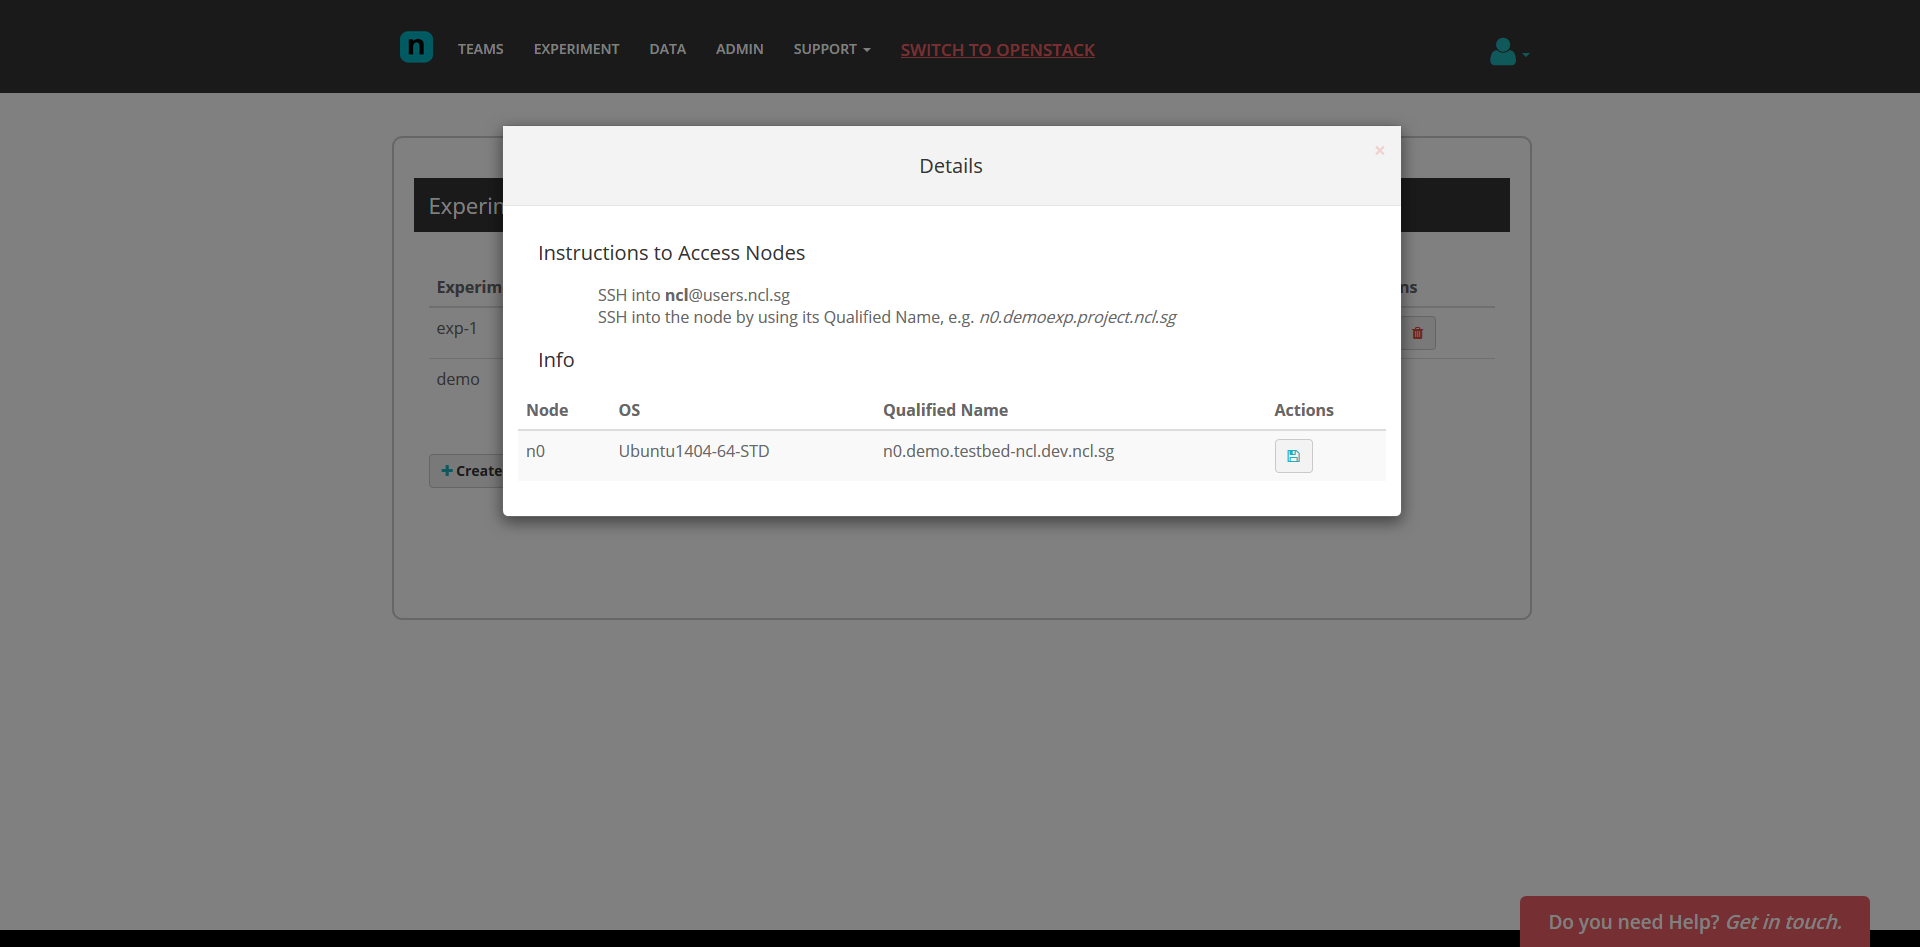 n
TEAMS EXPERIMENT DATA ADMIN SUPPORT SWITCH TO OPENSTACK
Details
×
Experim
Instructions to Access Nodes
Experim
ns
SSH into ncl@users.ncl.sg
SSH into the node by using its Qualified Name, e.g. n0.demoexp.project.ncl.sg
exp-1
Info
demo
Node OS Qualified Name Actions
n0 Ubuntu1404-64-STD n0.demo.testbed-ncl.dev.ncl.sg
Create
Do you need Help? Get in touch.